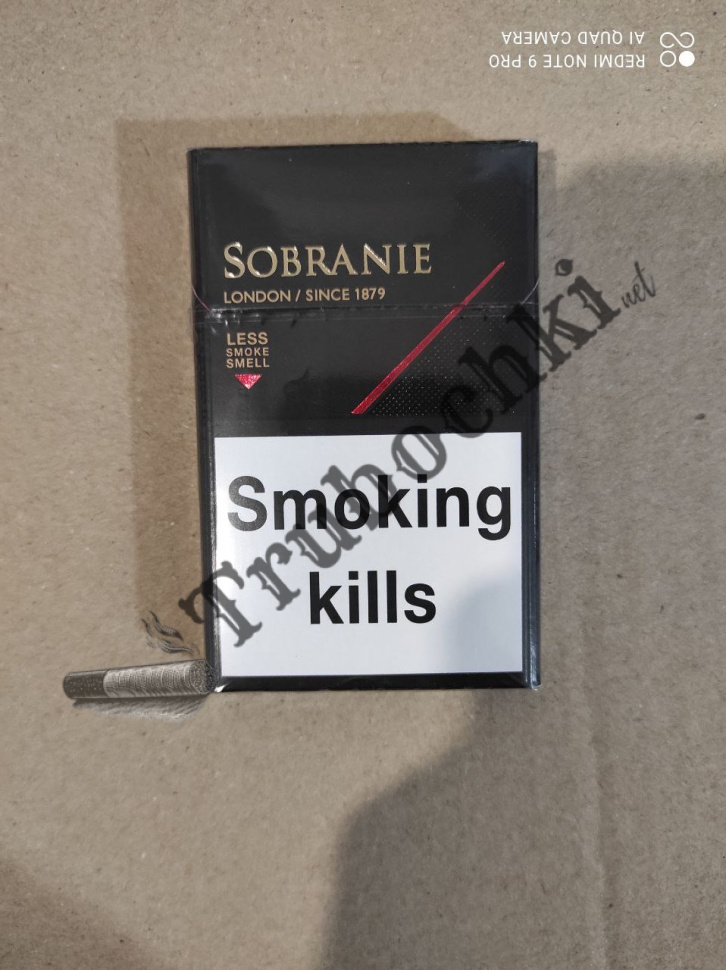 REDMI NOTE 9 PRO
AI QUAD CAMERA
SOBRANIE
LONDON / SINCE 1879
LESS
SMOKE
SMELL
Smoking
kills
Trubochki.net